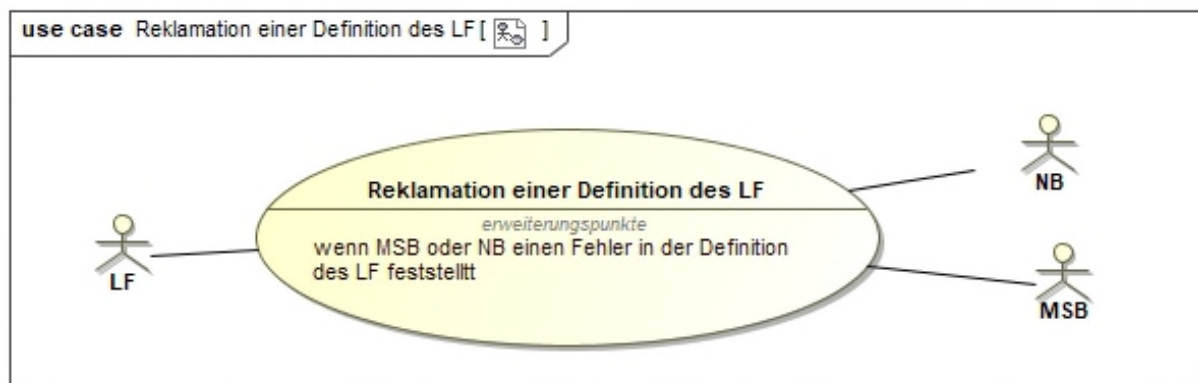 use case Reklamation einer Definition des LF [ ]
NB
Reklamation einer Definition des LF
erweiterungspunkte
wenn MSB oder NB einen Fehler in der Definition
des LF feststelltt
LF
MSB